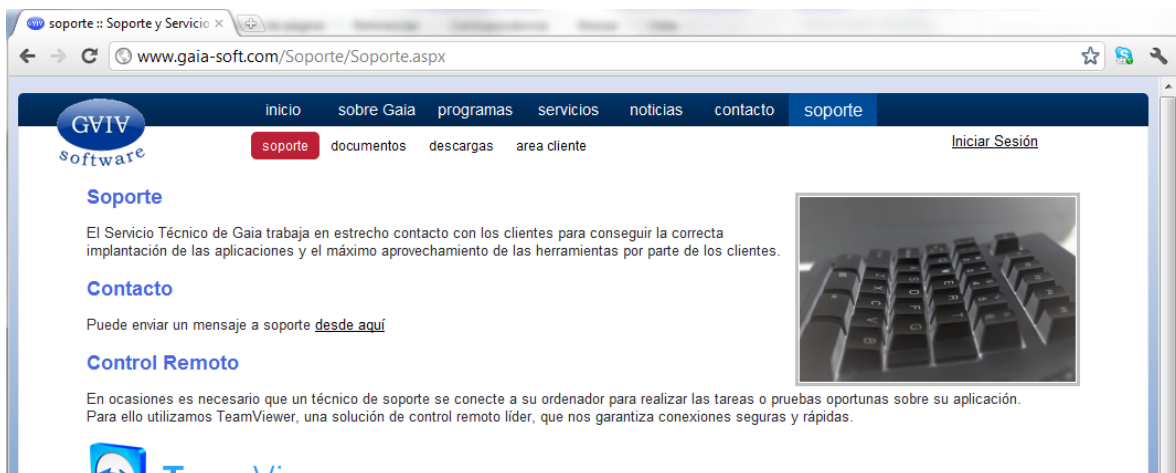 soporte :: Soporte y Servicio
www.gaia-soft.com/Soporte/Soporte.aspx
GAIA
software
inicio sobre Gaia programas servicios noticias contacto soporte
soporte documentos descargas area cliente Iniciar Sesión
Soporte
El Servicio Técnico de Gaia trabaja en estrecho contacto con los clientes para conseguir la correcta
implantación de las aplicaciones y el máximo aprovechamiento de las herramientas por parte de los clientes.
Contacto
Puede enviar un mensaje a soporte desde aquí
Control Remoto
En ocasiones es necesario que un técnico de soporte se conecte a su ordenador para realizar las tareas o pruebas oportunas sobre su aplicación.
Para ello utilizamos TeamViewer, una solución de control remoto líder, que nos garantiza conexiones seguras y rápidas.
TeamViewer